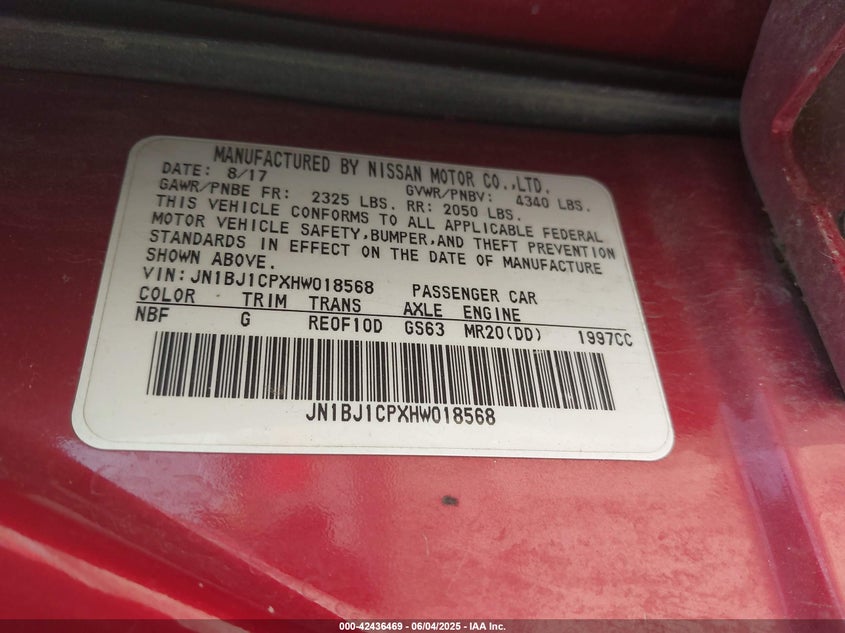 MANUFACTURED BY NISSAN MOTOR CO.,LTD.
DATE: 8/17 GVWR/PNBV: 4340 LBS.
GAWR/PNBE FR: 2325 LBS. RR: 2050 LBS.
THIS VEHICLE CONFORMS TO ALL APPLICABLE FEDERAL
MOTOR VEHICLE SAFETY,BUMPER,AND THEFT PREVENTION
STANDARDS IN EFFECT ON THE DATE OF MANUFACTURE
SHOWN ABOVE.
VIN:JN1BJ1CPXHW018568 PASSENGER CAR
COLOR TRIM TRANS AXLE ENGINE
NBF G RE0F10D GS63 MR20(DD) 1997CC
JN1BJ1CPXHW018568
000-42436469 - 06/04/2025 - IAA Inc.